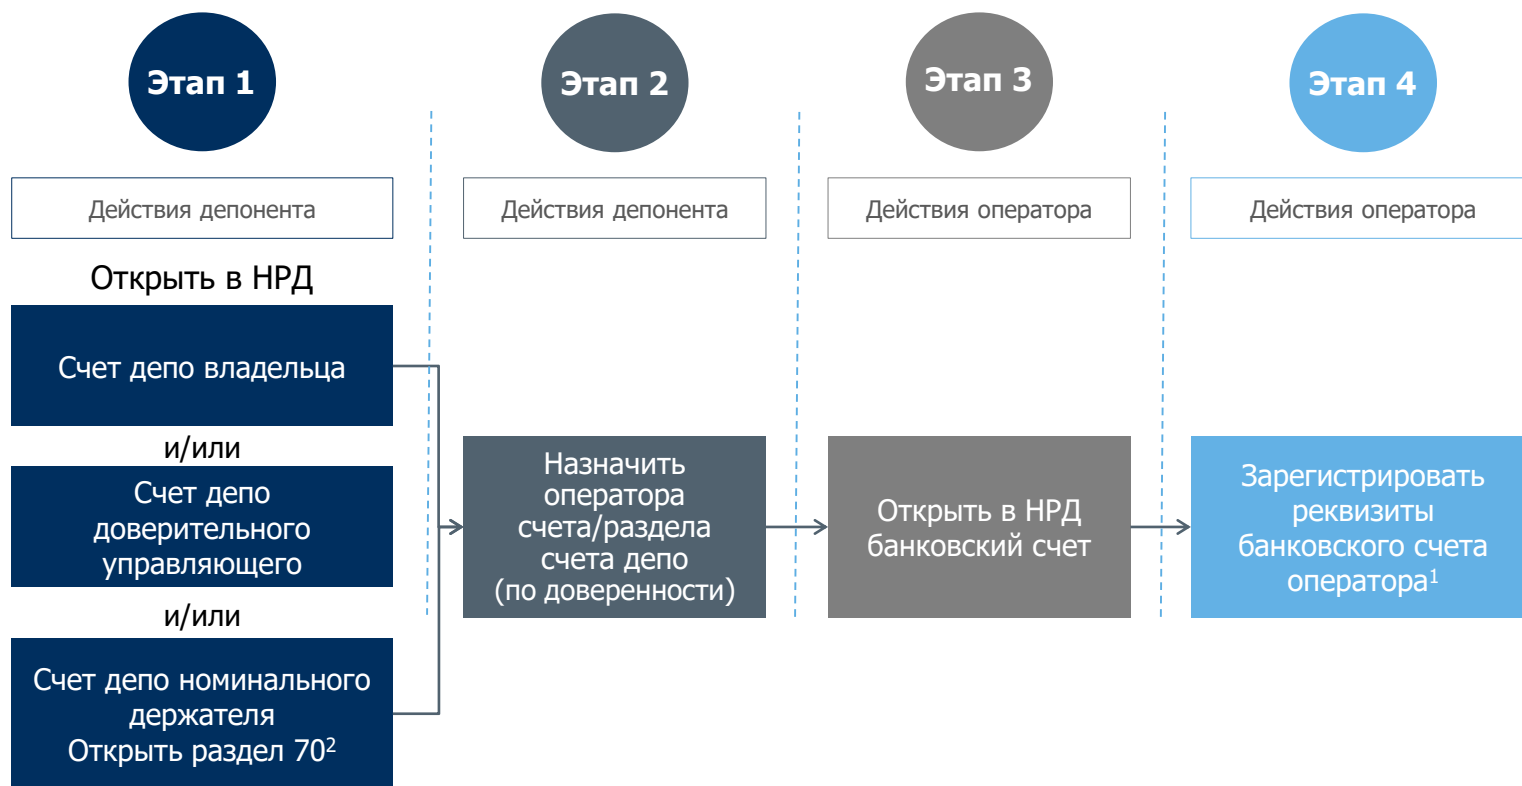 Этап 1
Этап 2
Этап 3
Этап 4
Действия депонента
Действия депонента
Действия оператора
Действия оператора
Открыть в НРД
Счет депо владельца
и/или
Счет депо
доверительного
управляющего
и/или
Счет депо номинального
держателя
Открыть раздел 70²
Назначить
оператора
счета/раздела
счета депо
(по доверенности)
Открыть в НРД
банковский счет
Зарегистрировать
реквизиты
банковского счета
оператора¹